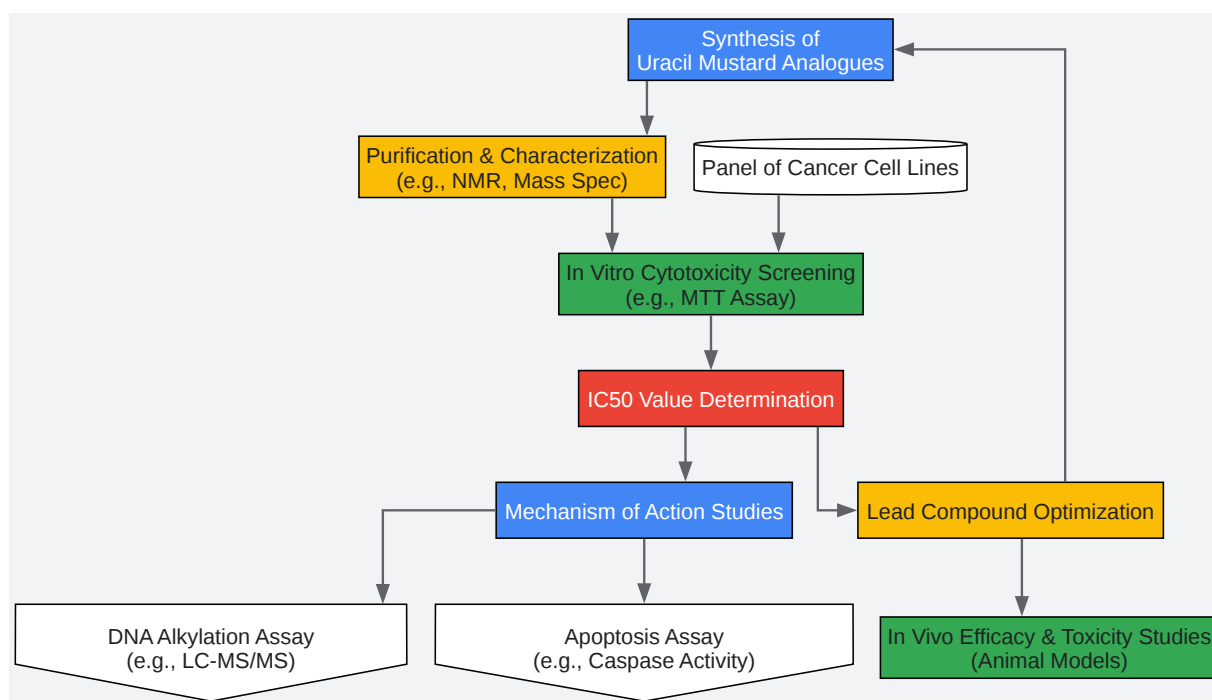 Synthesis of
Uracil Mustard Analogues
Purification & Characterization
(e.g., NMR, Mass Spec)
Panel of Cancer Cell Lines
In Vitro Cytotoxicity Screening
(e.g., MTT Assay)
IC50 Value Determination
Mechanism of Action Studies
Lead Compound Optimization
DNA Alkylation Assay
(e.g., LC-MS/MS)
Apoptosis Assay
(e.g., Caspase Activity)
In Vivo Efficacy & Toxicity Studies
(Animal Models)